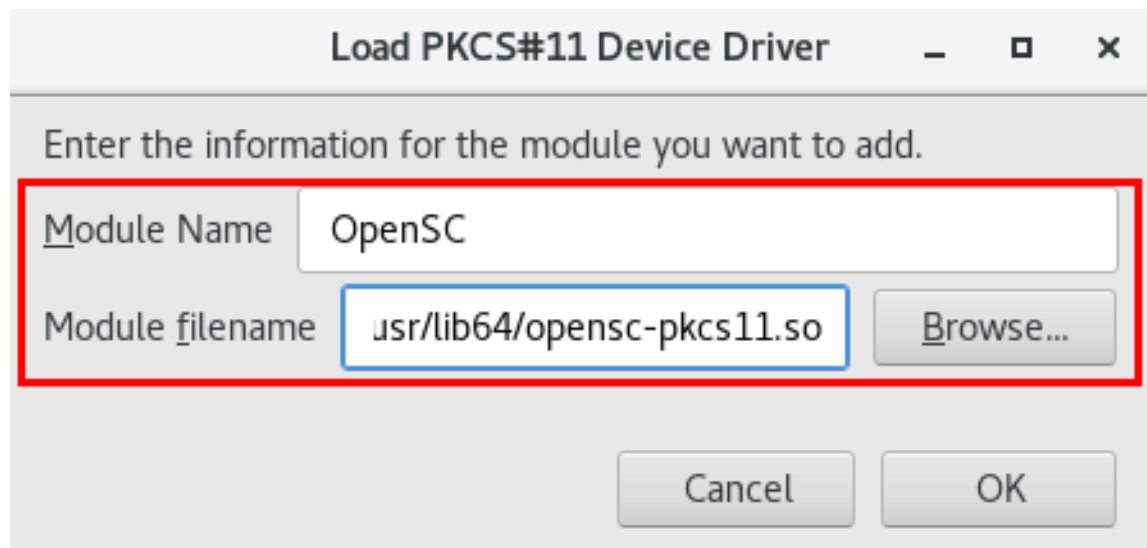 Load PKCS#11 Device Driver
Enter the information for the module you want to add.
Module Name OpenSC
Module filename usr/lib64/opensc-pkcs11.so Browse...
Cancel OK